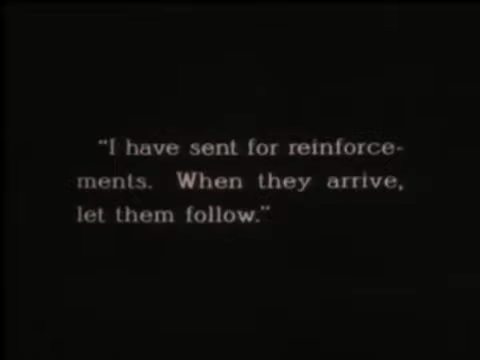 “I have sent for reinforce-
ments. When they arrive,
let them follow.”